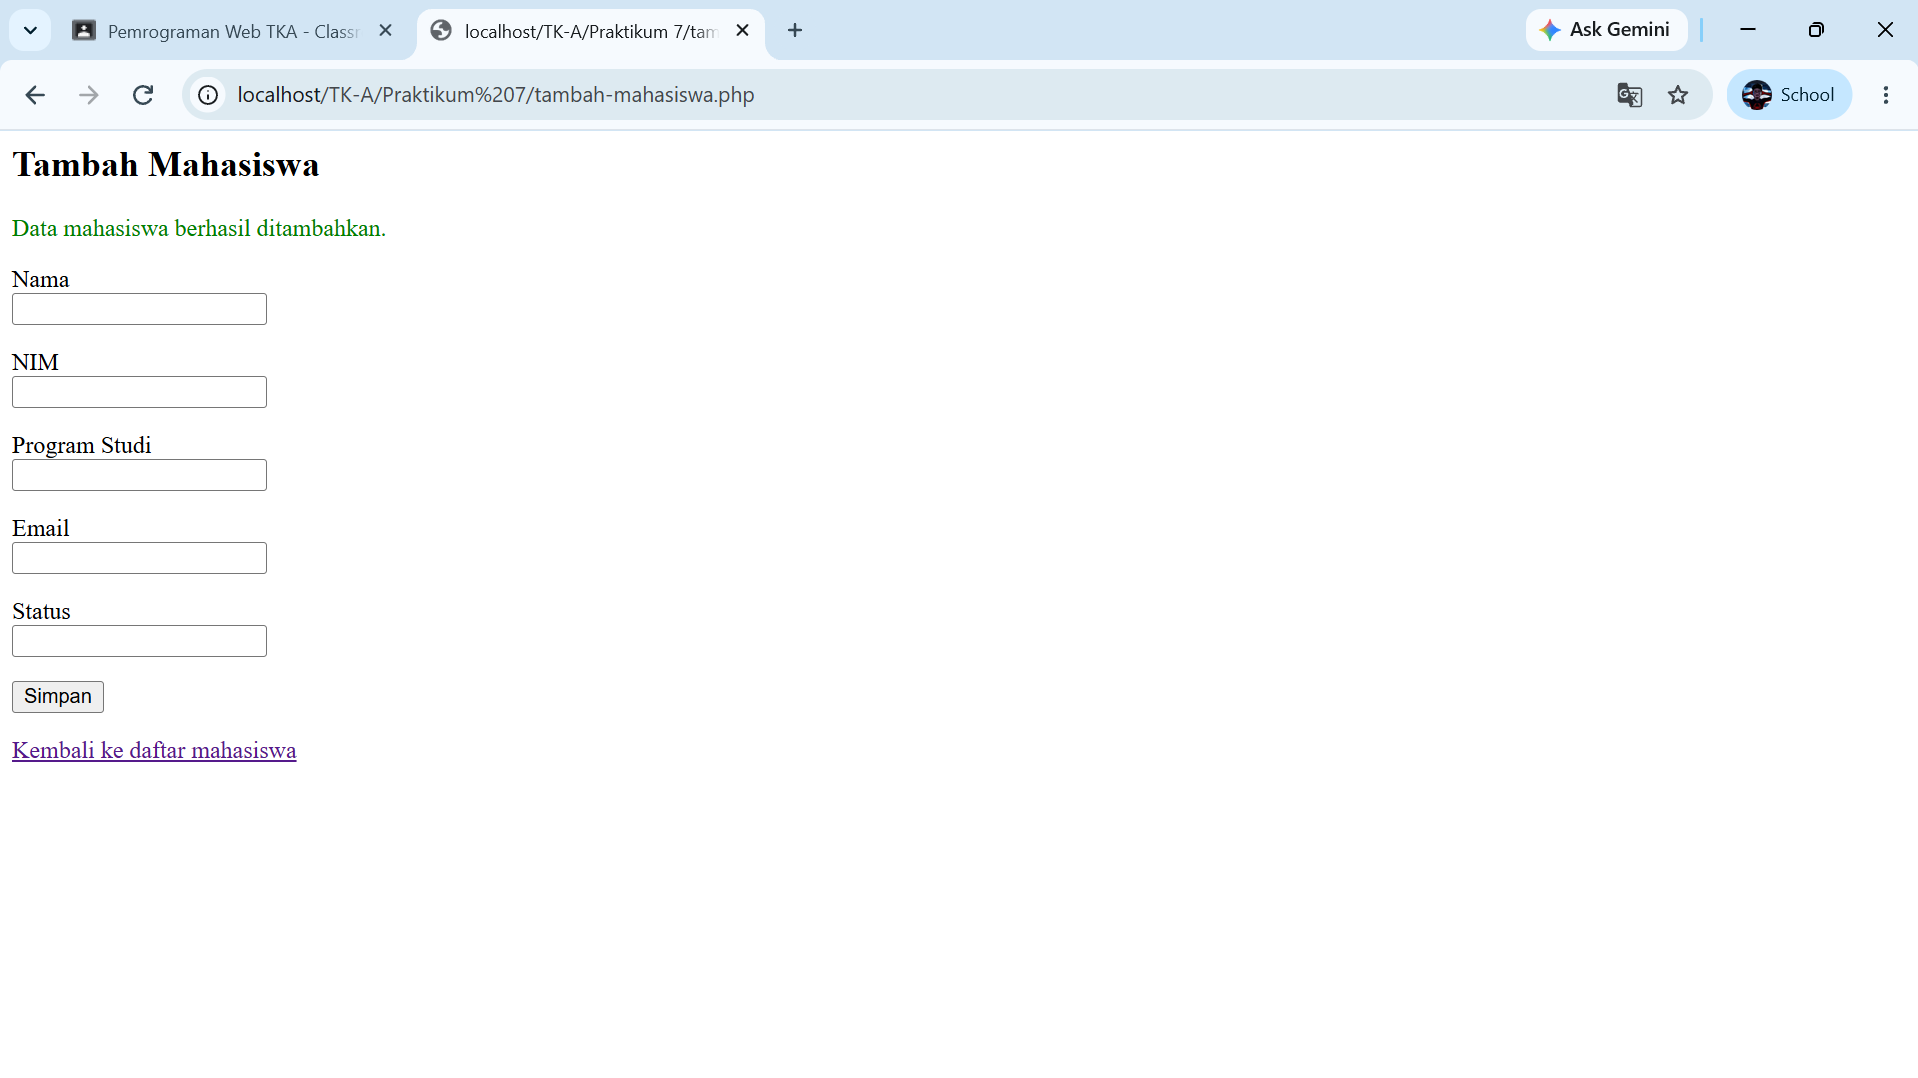 Pemrograman Web TKA - Classr
localhost/TK-A/Praktikum 7/tam
Ask Gemini
localhost/TK-A/Praktikum%207/tambah-mahasiswa.php
School
Tambah Mahasiswa
Data mahasiswa berhasil ditambahkan.
Nama
NIM
Program Studi
Email
Status
Simpan
Kembali ke daftar mahasiswa